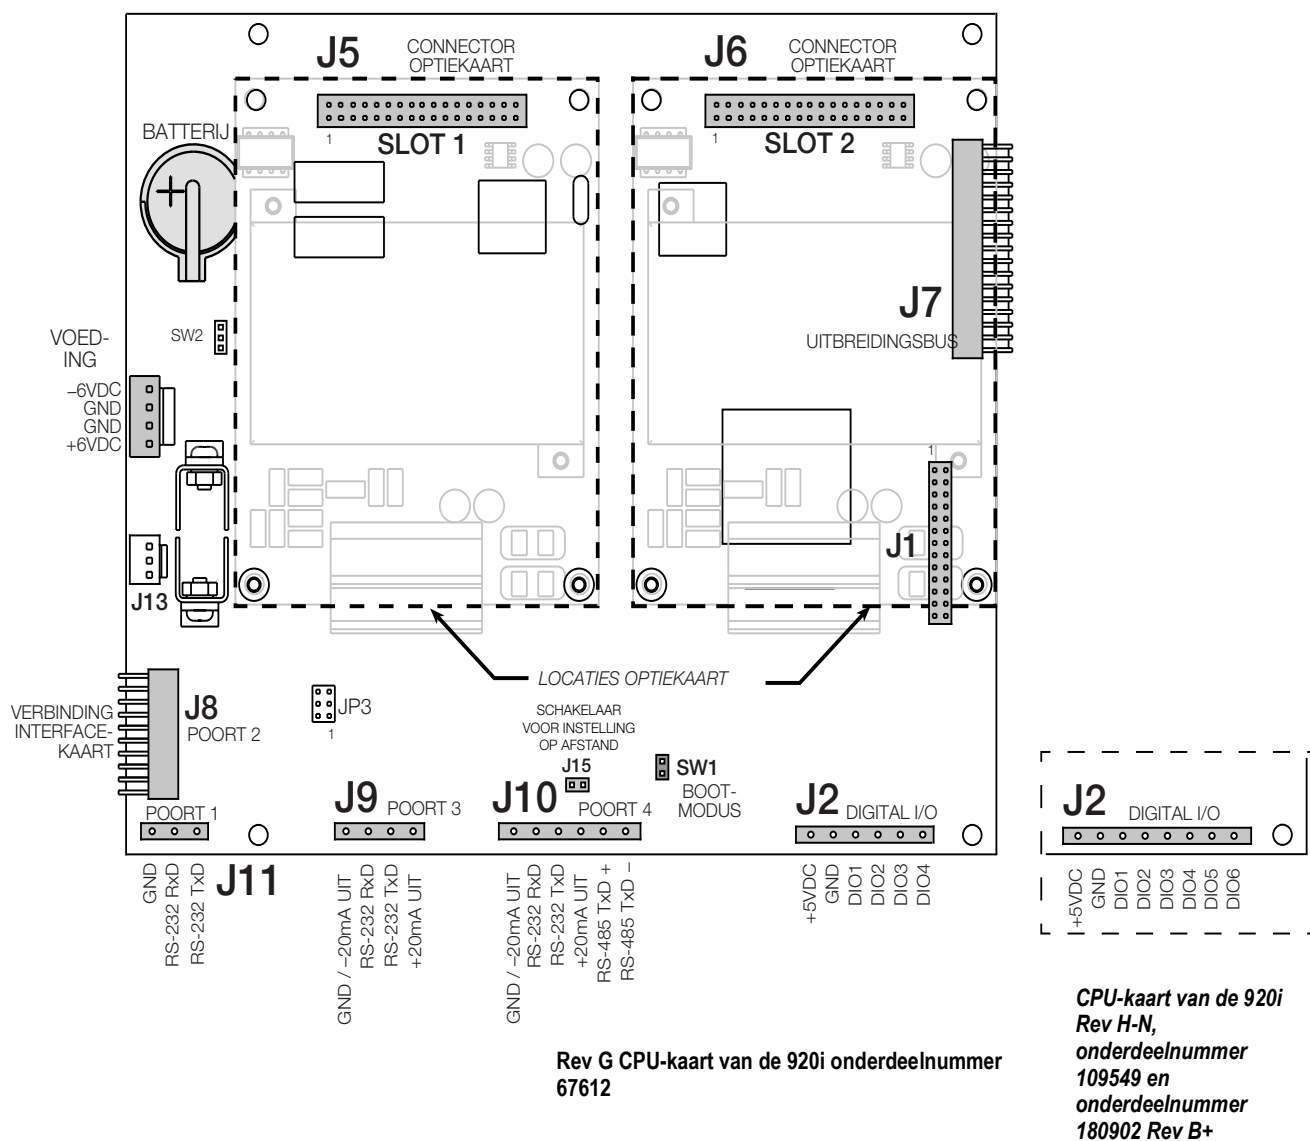 J5
CONNECTOR
OPTIEKAART
J6
CONNECTOR
OPTIEKAART
1
SLOT 1
1
SLOT 2
BATTERIJ
+
J7
UITBREIDINGSBUS
SW2
VOED-
ING
–6VDC
GND
GND
+6VDC
1
J1
J13
LOCATIES OPTIEKAART
VERBINDING
INTERFACE-
KAART
J8
POORT 2
JP3
1
SCHAKELAAR
VOOR INSTELLING
OP AFSTAND
J15
SW1
BOOT-
MODUS
POORT 1
J11
J9 POORT 3
J10 POORT 4
J2 DIGITAL I/O
J2 DIGITAL I/O
GND
RS-232 RxD
RS-232 TxD
GND / –20mA UIT
RS-232 RxD
RS-232 TxD
+20mA UIT
GND / –20mA UIT
RS-232 RxD
RS-232 TxD
+20mA UIT
RS-485 TxD +
RS-485 TxD –
+5VDC
GND
DIO1
DIO2
DIO3
DIO4
+5VDC
GND
DIO1
DIO2
DIO3
DIO4
DIO5
DIO6
Rev G CPU-kaart van de 920i onderdeelnummer
67612
CPU-kaart van de 920i
Rev H-N,
onderdeelnummer
109549 en
onderdeelnummer
180902 Rev B+